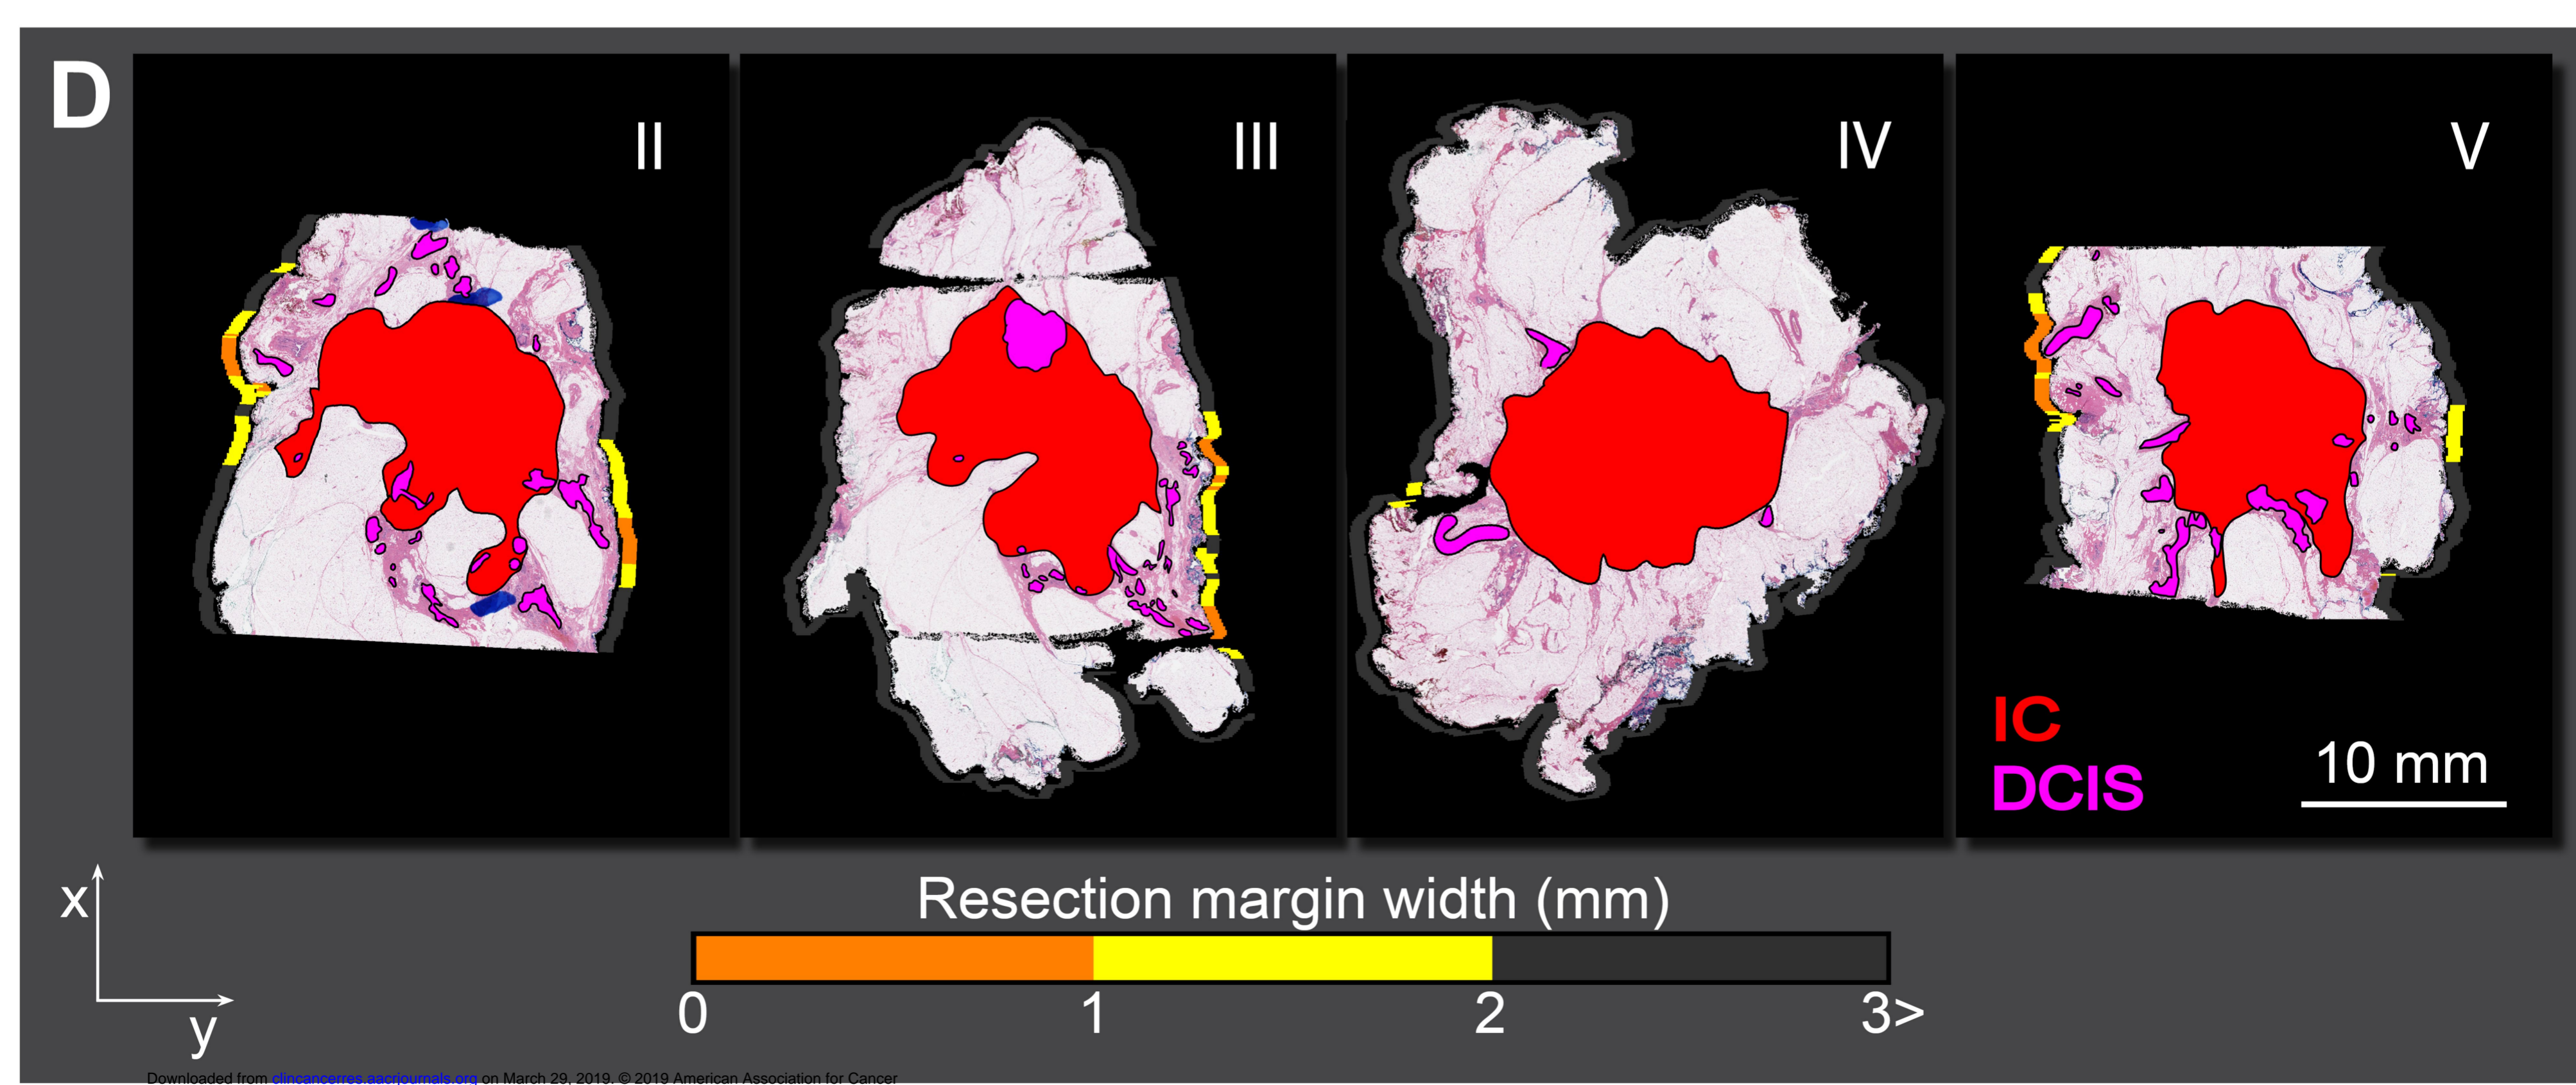 D
II
III
IV
V
IC
DCIS
10 mm
x
y
Resection margin width (mm)
0 1 2 3>
Downloaded from clincancerres.aacrjournals.org on March 29, 2019. © 2019 American Association for Cancer